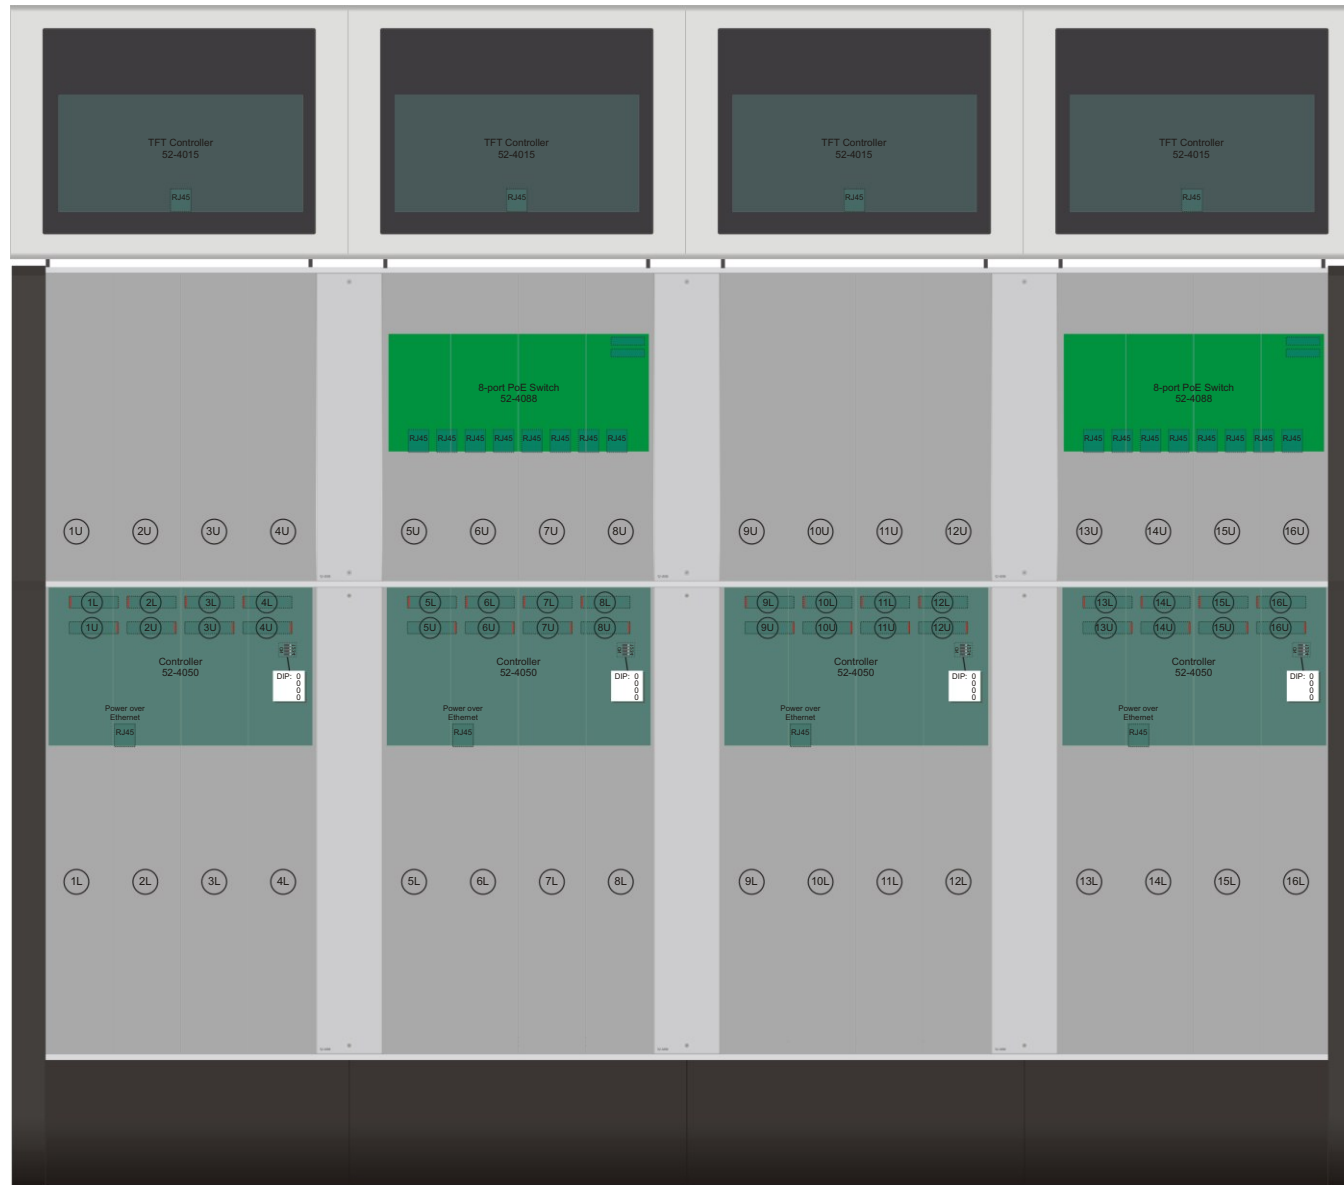 TFT Controller
52-4015
RJ45
TFT Controller
52-4015
RJ45
TFT Controller
52-4015
RJ45
TFT Controller
52-4015
RJ45
8-port PoE Switch
52-4088
RJ45 RJ45 RJ45 RJ45 RJ45 RJ45 RJ45 RJ45
8-port PoE Switch
52-4088
RJ45 RJ45 RJ45 RJ45 RJ45 RJ45 RJ45 RJ45
1U 2U 3U 4U 5U 6U 7U 8U 9U 10U 11U 12U 13U 14U 15U 16U
1L 2L 3L 4L
1U 2U 3U 4U
Controller
52-4050
DIP: 0
0
0
0
Power over
Ethernet
RJ45
5L 6L 7L 8L
5U 6U 7U 8U
Controller
52-4050
DIP: 0
0
0
0
Power over
Ethernet
RJ45
9L 10L 11L 12L
9U 10U 11U 12U
Controller
52-4050
DIP: 0
0
0
0
Power over
Ethernet
RJ45
13L 14L 15L 16L
13U 14U 15U 16U
Controller
52-4050
DIP: 0
0
0
0
Power over
Ethernet
RJ45
1L 2L 3L 4L 5L 6L 7L 8L 9L 10L 11L 12L 13L 14L 15L 16L